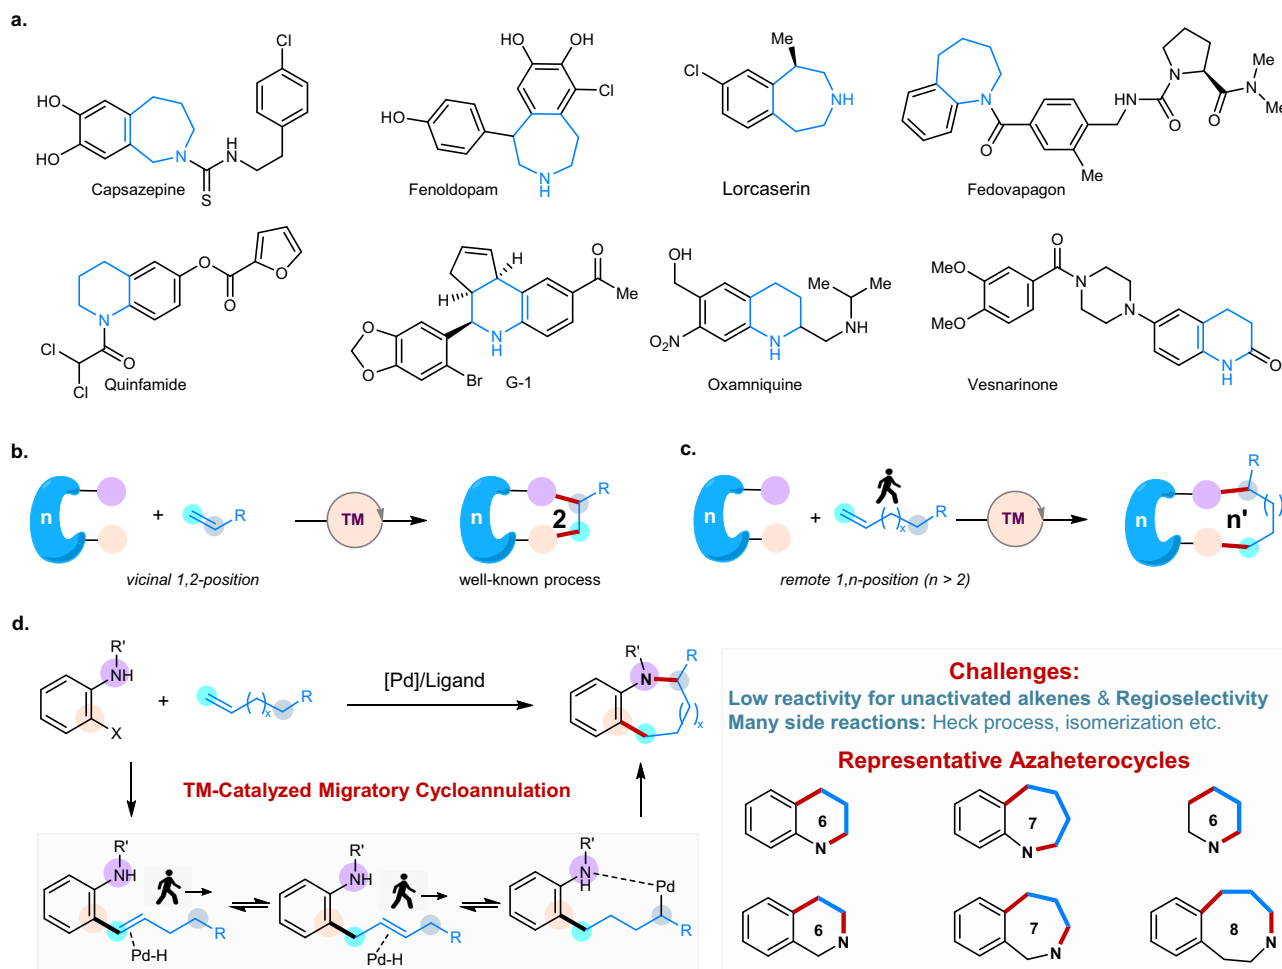 a.
Cl
HO
HO
N
H
N
S
Capsazepine
HO
OH
Cl
HO
N
H
Fenoldopam
Me
Cl
NH
Lorcaserin
N
O
Me
HN
O
N
O
N
Me
Me
Fedovapagon
O
O
O
N
Cl
Cl
O
Quinfamide
H
H
O
Me
N
H
O
O
Br
G-1
OH
O2N
N
H
N
H
Me
Me
Oxamniquine
O
MeO
OMe
N
N
N
H
O
Vesnarinone
b.
n
+
R
TM
n
2
R
vicinal 1,2-position
well-known process
c.
n
+
( )x
R
TM
n'
R
( )x
remote 1,n-position (n > 2)
d.
R'
NH
X
+
( )x
R
[Pd]/Ligand
R'
N
R
( )x
TM-Catalyzed Migratory Cycloannulation
R'
NH
R
Pd-H
R'
NH
R
Pd-H
R'
N
H
Pd
R
Challenges:
Low reactivity for unactivated alkenes & Regioselectivity
Many side reactions: Heck process, isomerization etc.
Representative Azaheterocycles
6
N
7
N
6
N
6
N
7
N
8
N